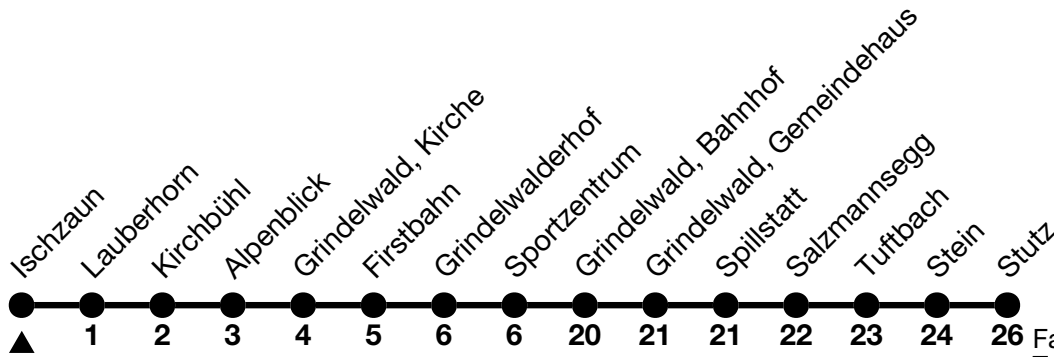 Ischzaun
Lauberhorn
Kirchbühl
Alpenblick
Grindelwald, Kirche
Firstbahn
Grindelwalderhof
Sportzentrum
Grindelwald, Bahnhof
Grindelwald, Gemeindehaus
Spillstatt
Salzmannsegg
Tuftbach
Stein
Stutz
1 2 3 4 5 6 6 20 21 21 22 23 24 26 Fa